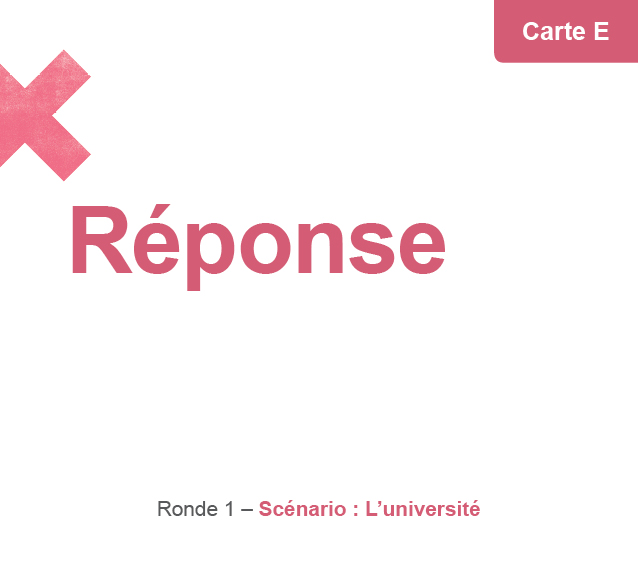 Carte E
Réponse
Ronde 1 – Scénario : L’université